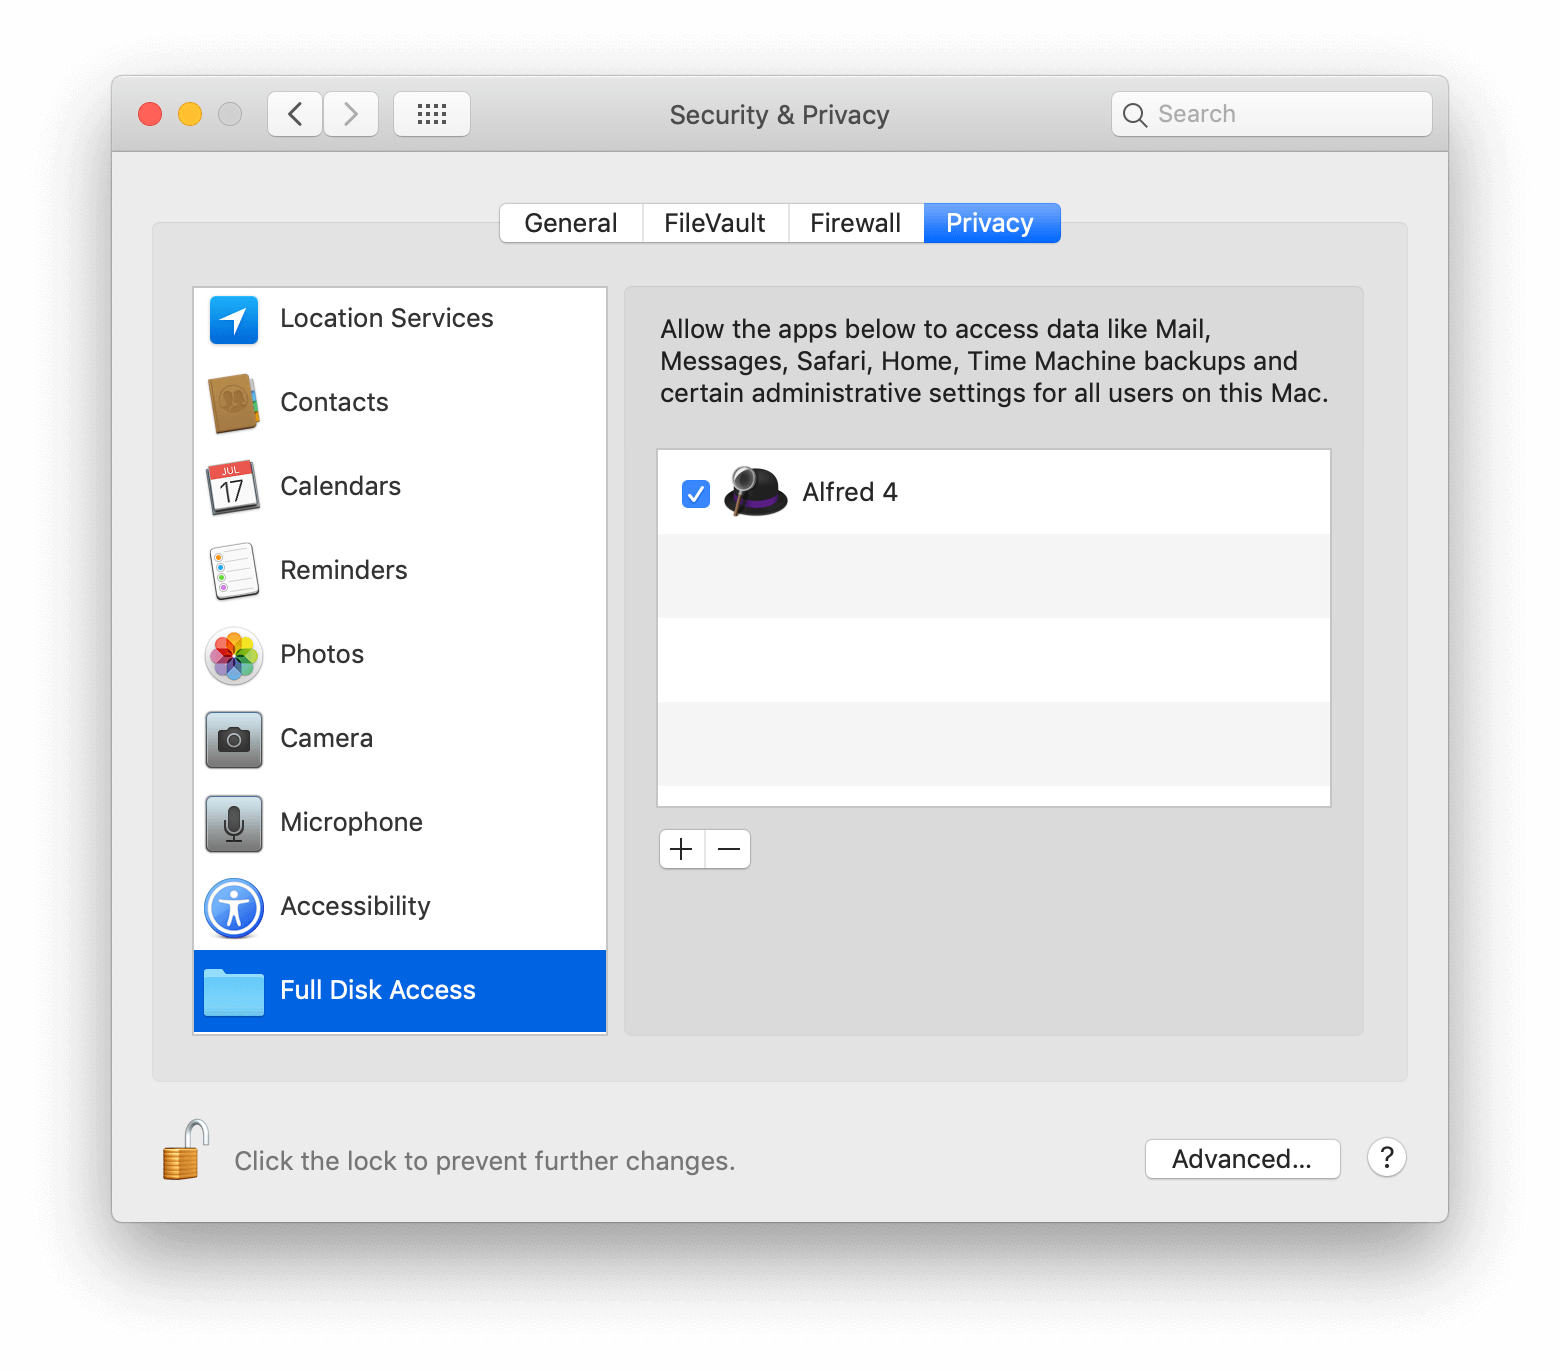 Security & Privacy
Search
General
FileVault
Firewall
Privacy
Location Services
Contacts
JUL
17
Calendars
Reminders
Photos
Camera
Microphone
Accessibility
Full Disk Access
Allow the apps below to access data like Mail,
Messages, Safari, Home, Time Machine backups and
certain administrative settings for all users on this Mac.
Alfred 4
Click the lock to prevent further changes.
Advanced...
?